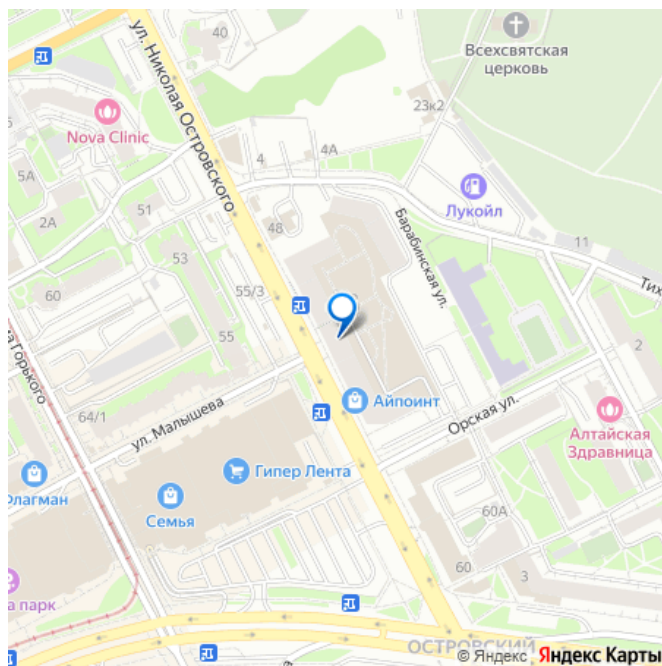 ул. Николая Островского
40
Всехсвятская
церковь
23к2
Nova Clinic
4А
4
5А
Лукойл
2А
51
48
Барабинская ул.
11
53
60
55/3
Тих
55
2
Горького
64/1
Айпоинт
ул. Малышева
Орская ул.
Алтайская
Здравница
Гипер Лента
Флагман
Семья
60А
60
3
а парк
ОСТРОВСКИЙ
© Яндекс Яндекс Карты